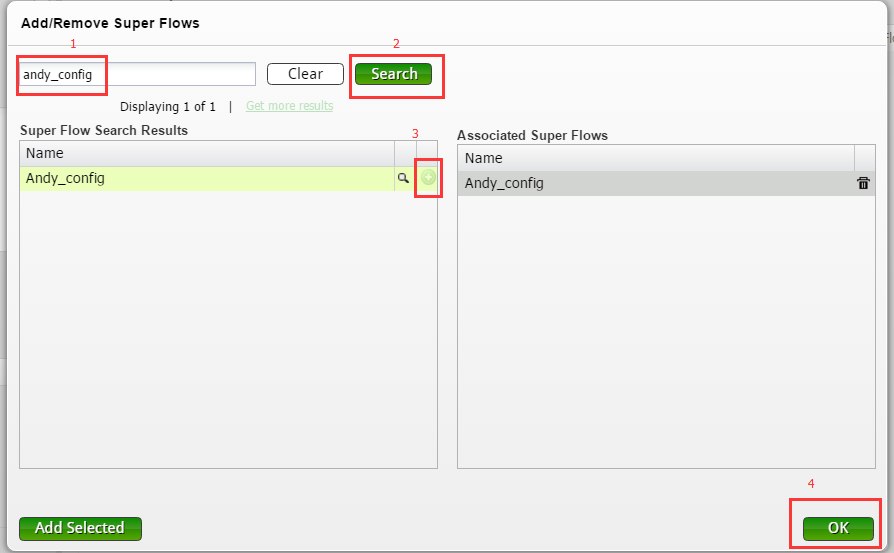 Add/Remove Super Flows
1
2
andy_config
Clear
Search
Displaying 1 of 1 | Get more results
Super Flow Search Results
3
Associated Super Flows
Name
Name
Andy_config
Andy_config
4
Add Selected
OK